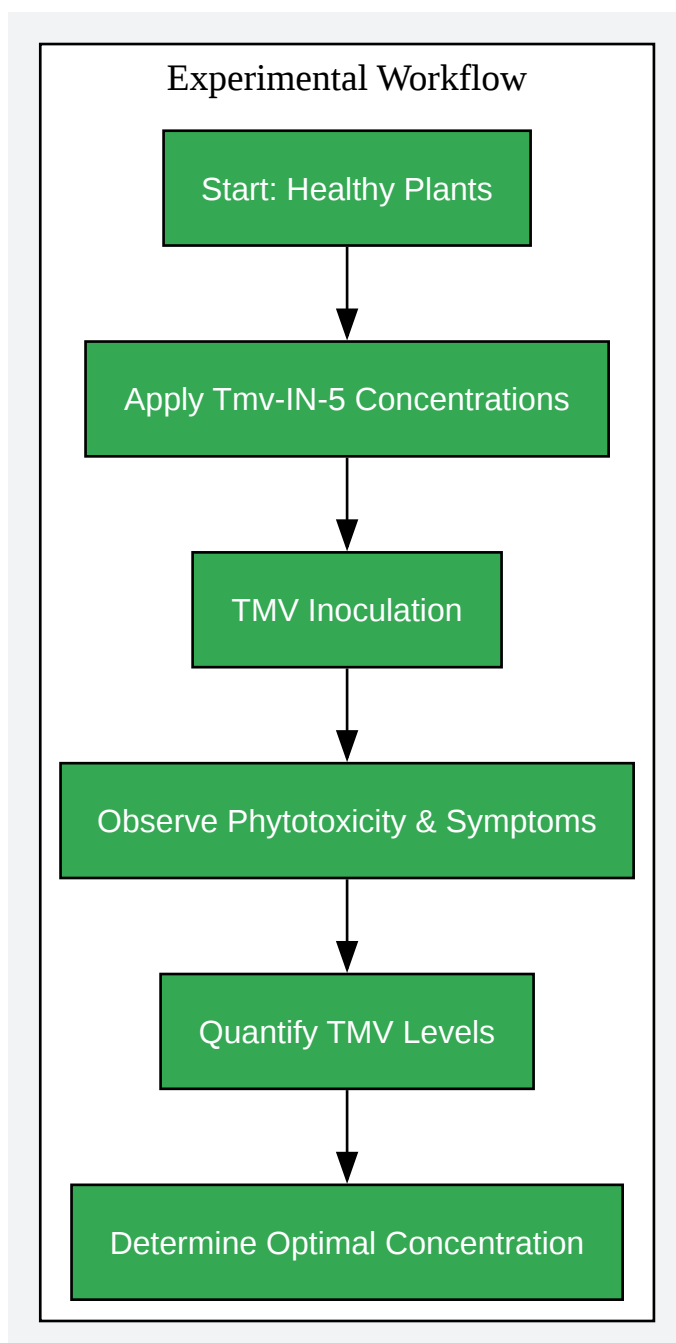 Experimental Workflow
Start: Healthy Plants
Apply Tmv-IN-5 Concentrations
TMV Inoculation
Observe Phytotoxicity & Symptoms
Quantify TMV Levels
Determine Optimal Concentration